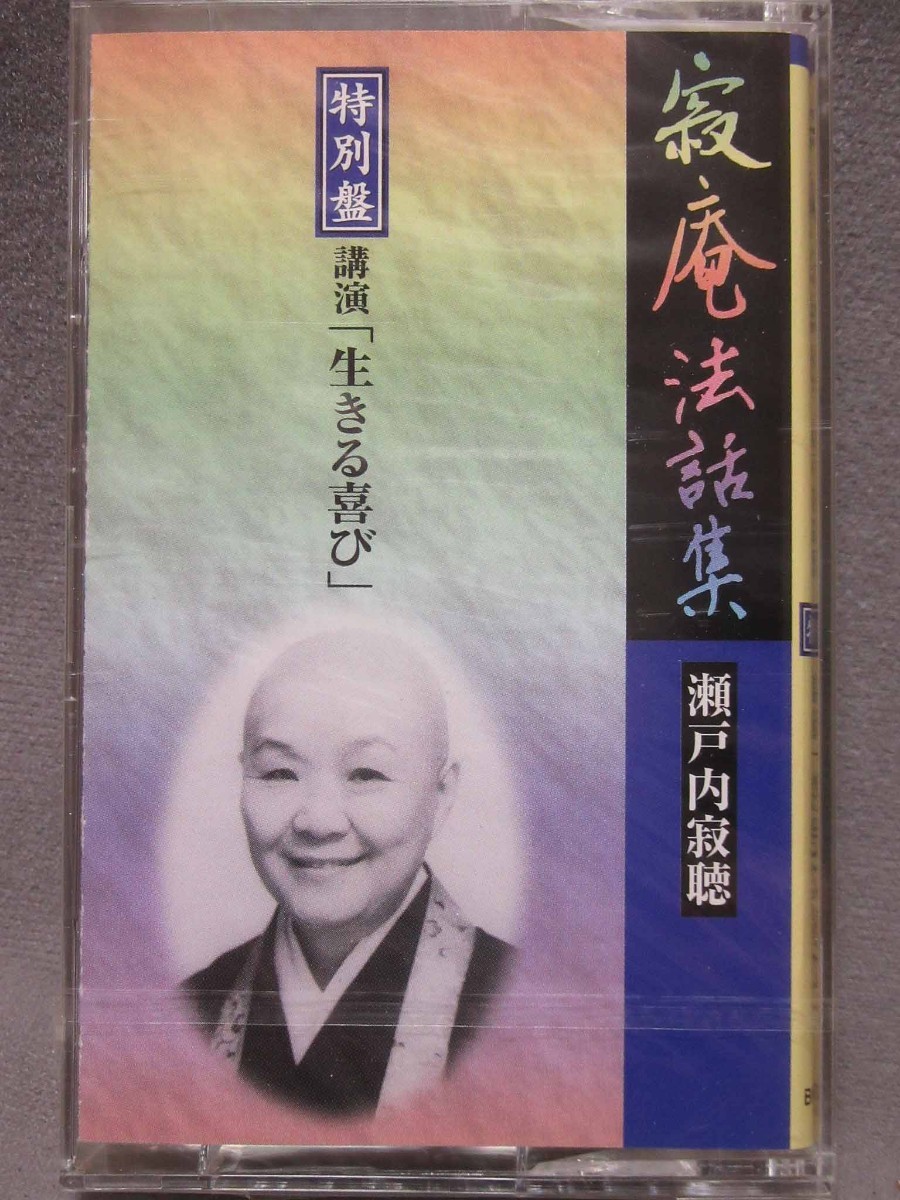 寂庵法話集
瀬戸内寂聴
特別盤
講演「生きる喜び」